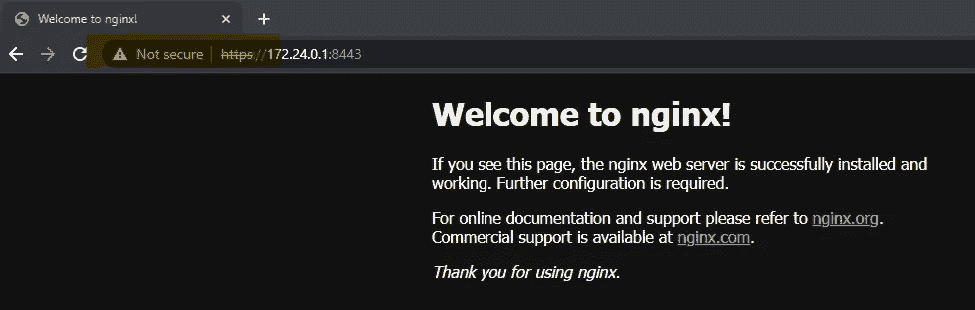 Welcome to nginx!
Not secure | https://172.24.0.1:8443
Welcome to nginx!
If you see this page, the nginx web server is successfully installed and
working. Further configuration is required.
For online documentation and support please refer to nginx.org.
Commercial support is available at nginx.com.
Thank you for using nginx.